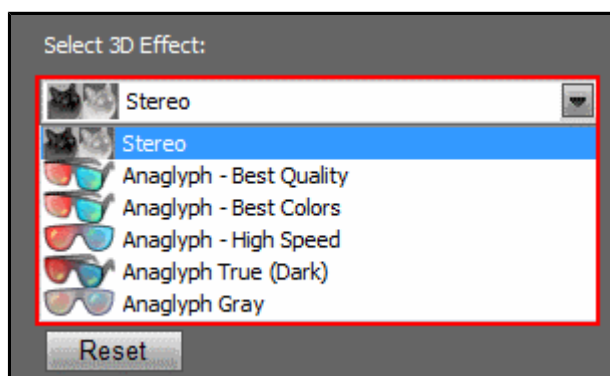 Select 3D Effect:
Stereo
Stereo
Anaglyph - Best Quality
Anaglyph - Best Colors
Anaglyph - High Speed
Anaglyph True (Dark)
Anaglyph Gray
Reset